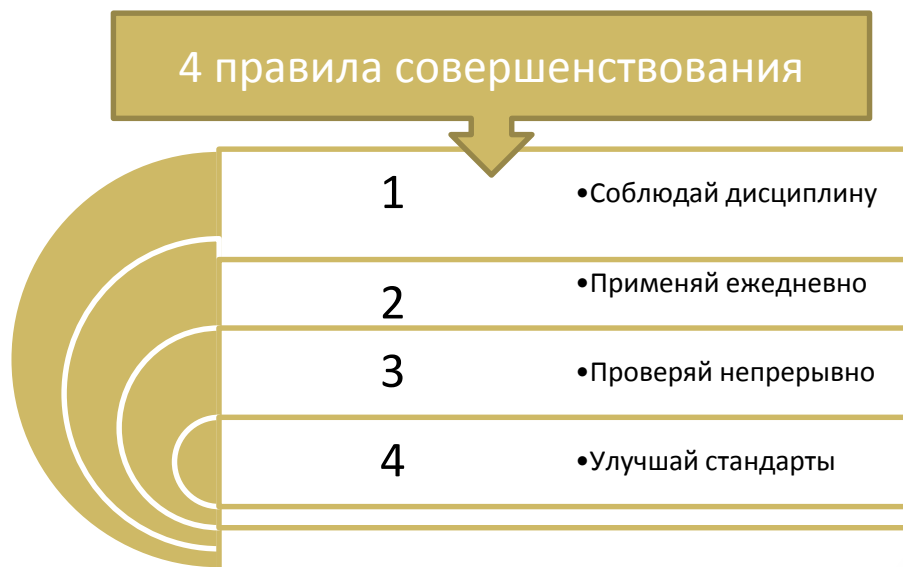 4 правила совершенствования
1
•Соблюдай дисциплину
2
•Применяй ежедневно
3
•Проверяй непрерывно
4
•Улучшай стандарты